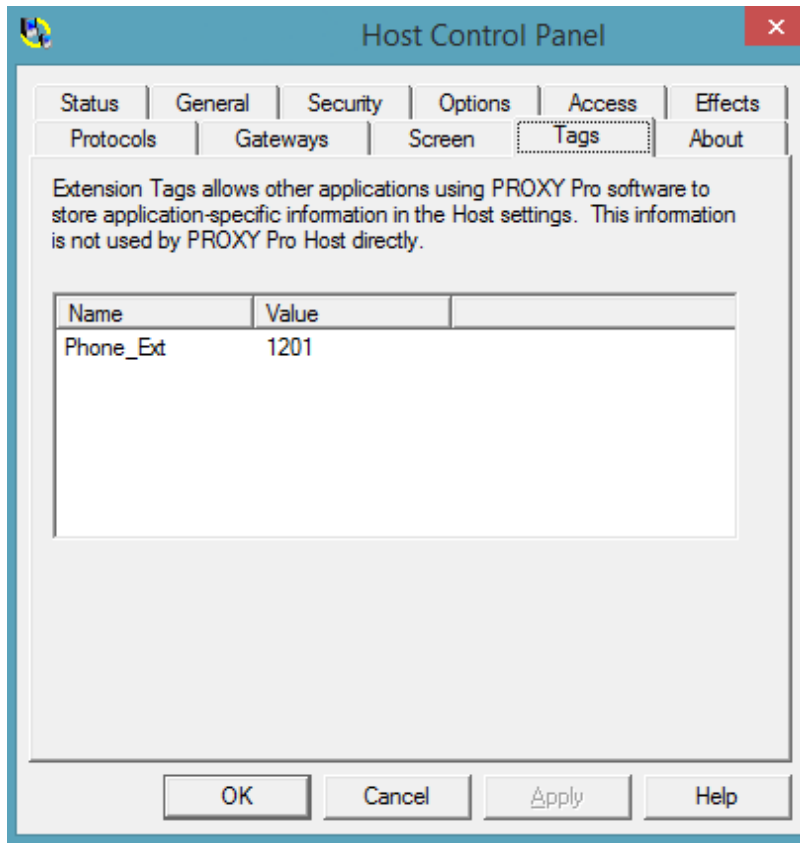 Host Control Panel
Status General Security Options Access Effects
Protocols Gateways Screen Tags About
Extension Tags allows other applications using PROXY Pro software to
store application-specific information in the Host settings. This information
is not used by PROXY Pro Host directly.
Name Value
Phone_Ext 1201
OK Cancel Apply Help